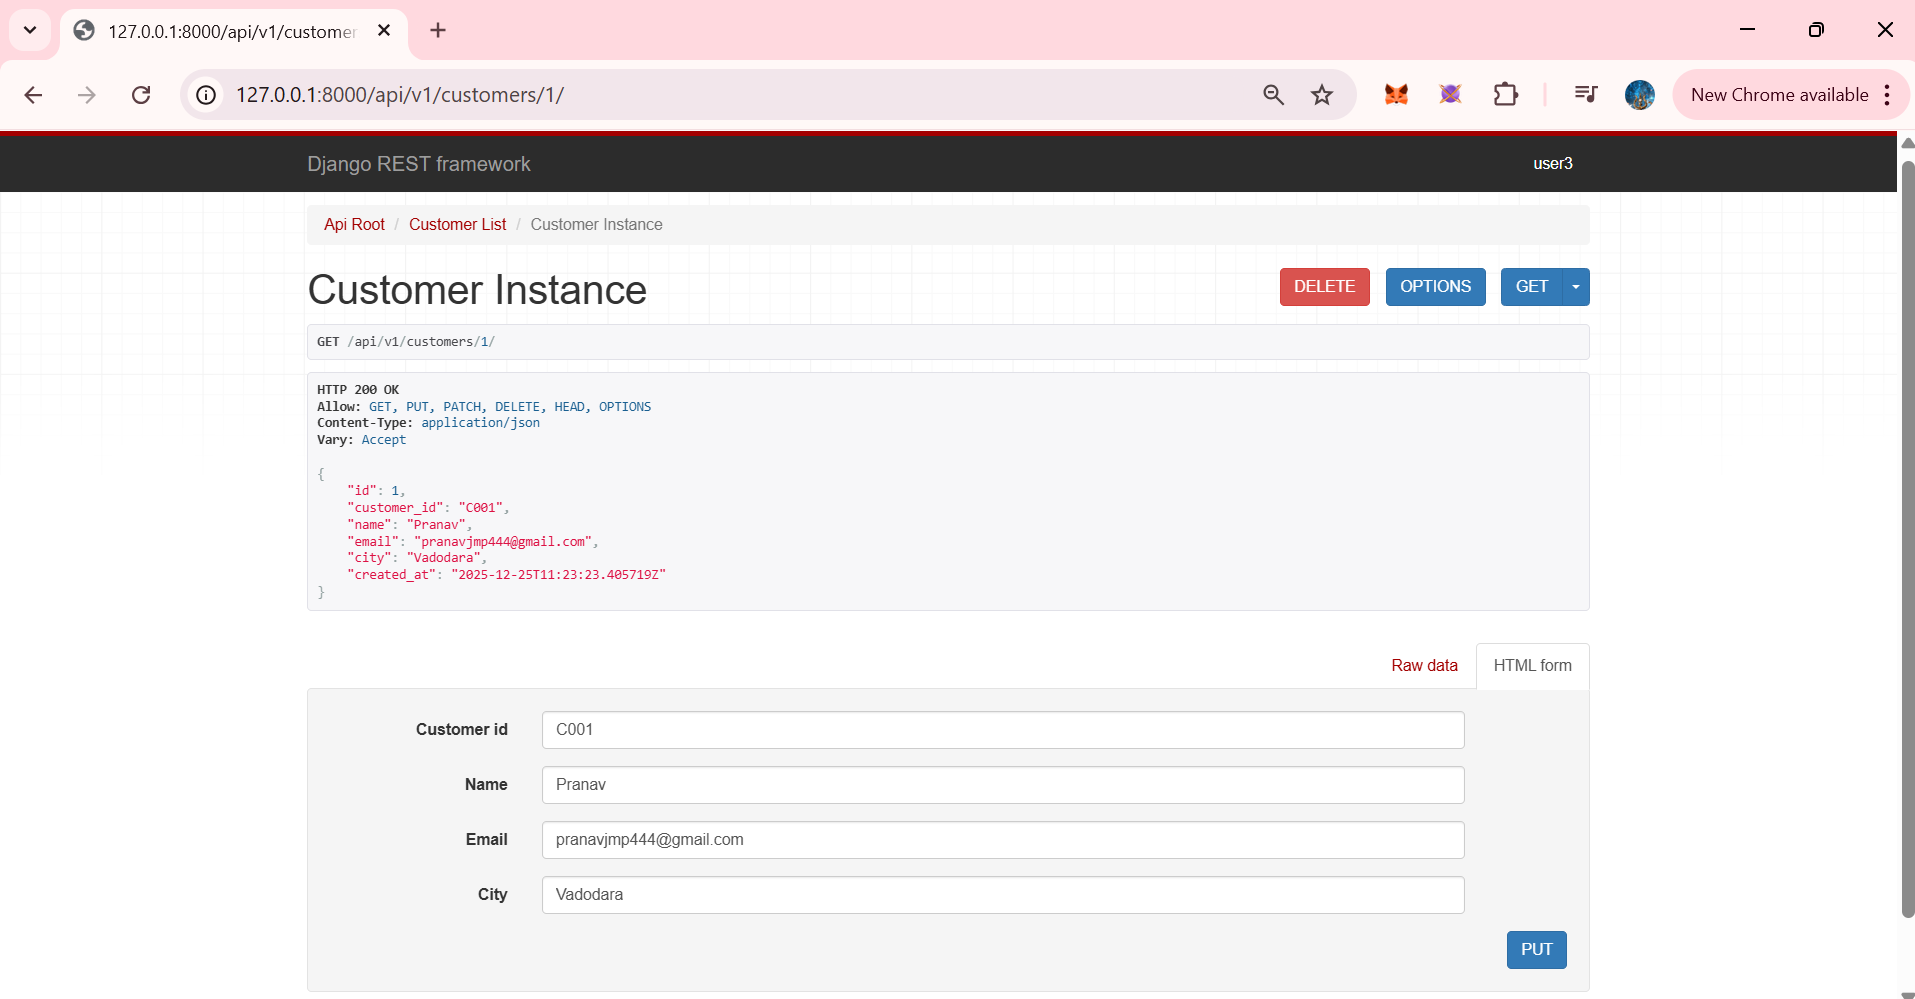 127.0.0.1:8000/api/v1/customer
127.0.0.1:8000/api/v1/customers/1/
New Chrome available
Django REST framework
user3
Api Root / Customer List / Customer Instance
Customer Instance
DELETE
OPTIONS
GET
GET /api/v1/customers/1/
HTTP 200 OK
Allow: GET, PUT, PATCH, DELETE, HEAD, OPTIONS
Content-Type: application/json
Vary: Accept
{
    "id": 1,
    "customer_id": "C001",
    "name": "Pranav",
    "email": "pranavjmp444@gmail.com",
    "city": "Vadodara",
    "created_at": "2025-12-25T11:23:23.405719Z"
}
Raw data
HTML form
Customer id
C001
Name
Pranav
Email
pranavjmp444@gmail.com
City
Vadodara
PUT